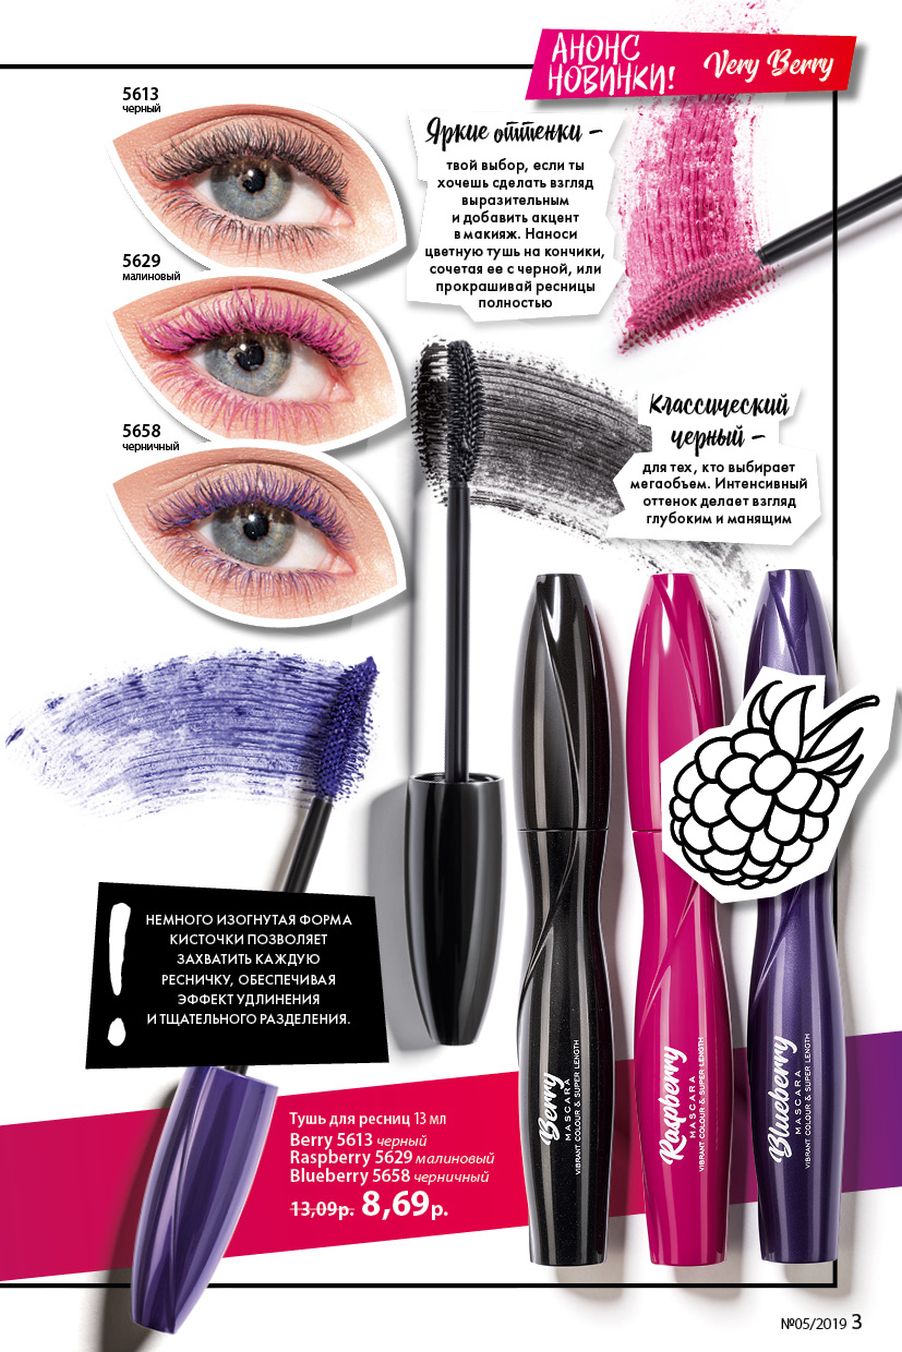 АНОНС
НОВИНКИ!
Very Berry
5613
черный
5629
малиновый
5658
черничный
Яркие оттенки –
твой выбор, если ты
хочешь сделать взгляд
выразительным
и добавить акцент
в макияж. Наноси
цветную тушь на кончики,
сочетая ее с черной, или
прокрашивай ресницы
полностью
Классический
черный –
для тех, кто выбирает
мегаобъем. Интенсивный
оттенок делает взгляд
глубоким и манящим
!
НЕМНОГО ИЗОГНУТАЯ ФОРМА
КИСТОЧКИ ПОЗВОЛЯЕТ
ЗАХВАТИТЬ КАЖДУЮ
РЕСНИЧКУ, ОБЕСПЕЧИВАЯ
ЭФФЕКТ УДЛИНЕНИЯ
И ТЩАТЕЛЬНОГО РАЗДЕЛЕНИЯ.
Тушь для ресниц 13 мл
Berry 5613 черный
Raspberry 5629 малиновый
Blueberry 5658 черничный
13,09р. 8,69р.
Berry
MASCARA
VIBRANT COLOUR & SUPER LENGTH
Raspberry
MASCARA
VIBRANT COLOUR & SUPER LENGTH
Blueberry
MASCARA
VIBRANT COLOUR & SUPER LENGTH
№05/2019 3